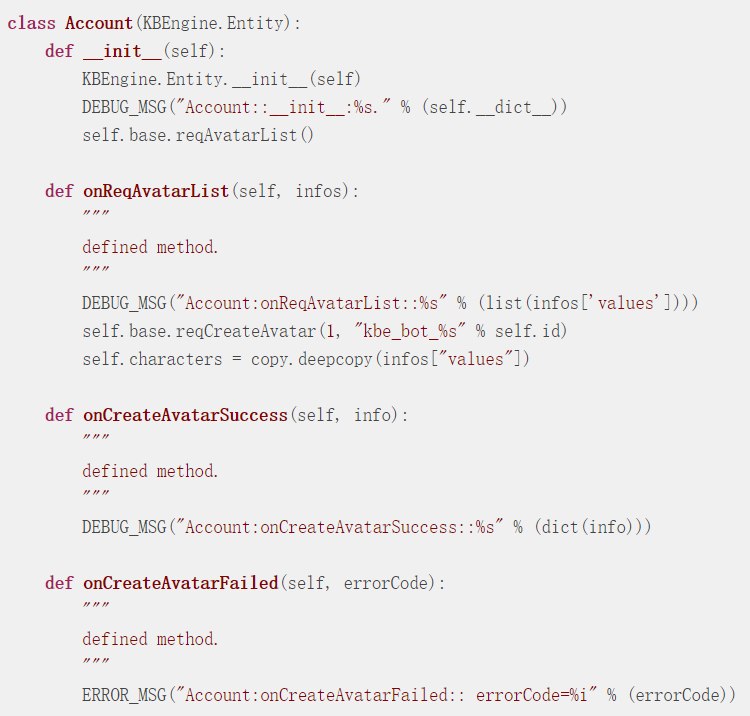 class Account(KBEngine.Entity):
    def __init__(self):
        KBEngine.Entity.__init__(self)
        DEBUG_MSG("Account::__init__:%s." % (self.__dict__))
        self.base.reqAvatarList()

    def onReqAvatarList(self, infos):
        """
        defined method.
        """
        DEBUG_MSG("Account:onReqAvatarList::%s" % (list(infos['values'])))
        self.base.reqCreateAvatar(1, "kbe_bot_%s" % self.id)
        self.characters = copy.deepcopy(infos["values"])

    def onCreateAvatarSuccess(self, info):
        """
        defined method.
        """
        DEBUG_MSG("Account:onCreateAvatarSuccess::%s" % (dict(info)))

    def onCreateAvatarFailed(self, errorCode):
        """
        defined method.
        """
        ERROR_MSG("Account:onCreateAvatarFailed:: errorCode=%i" % (errorCode))